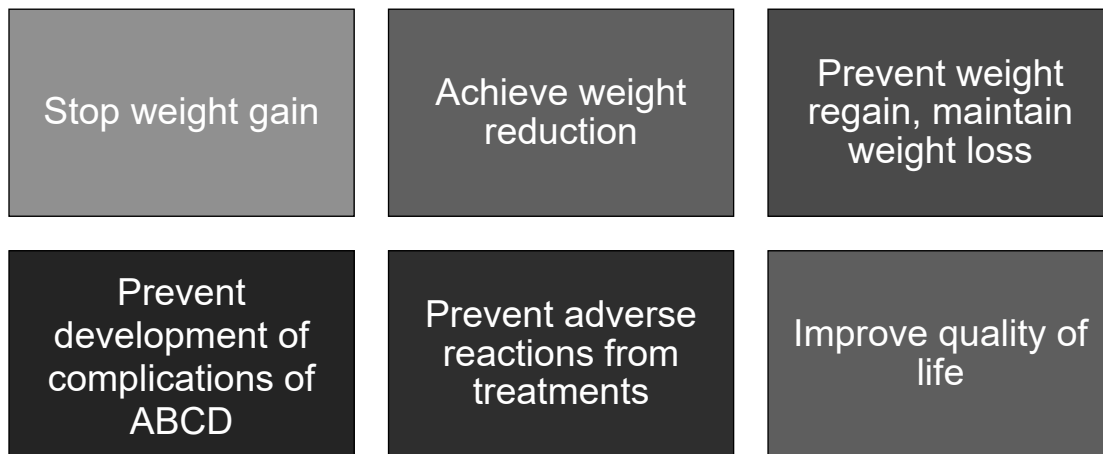 Stop weight gain
Achieve weight
reduction
Prevent weight
regain, maintain
weight loss
Prevent
development of
complications of
ABCD
Prevent adverse
reactions from
treatments
Improve quality of
life